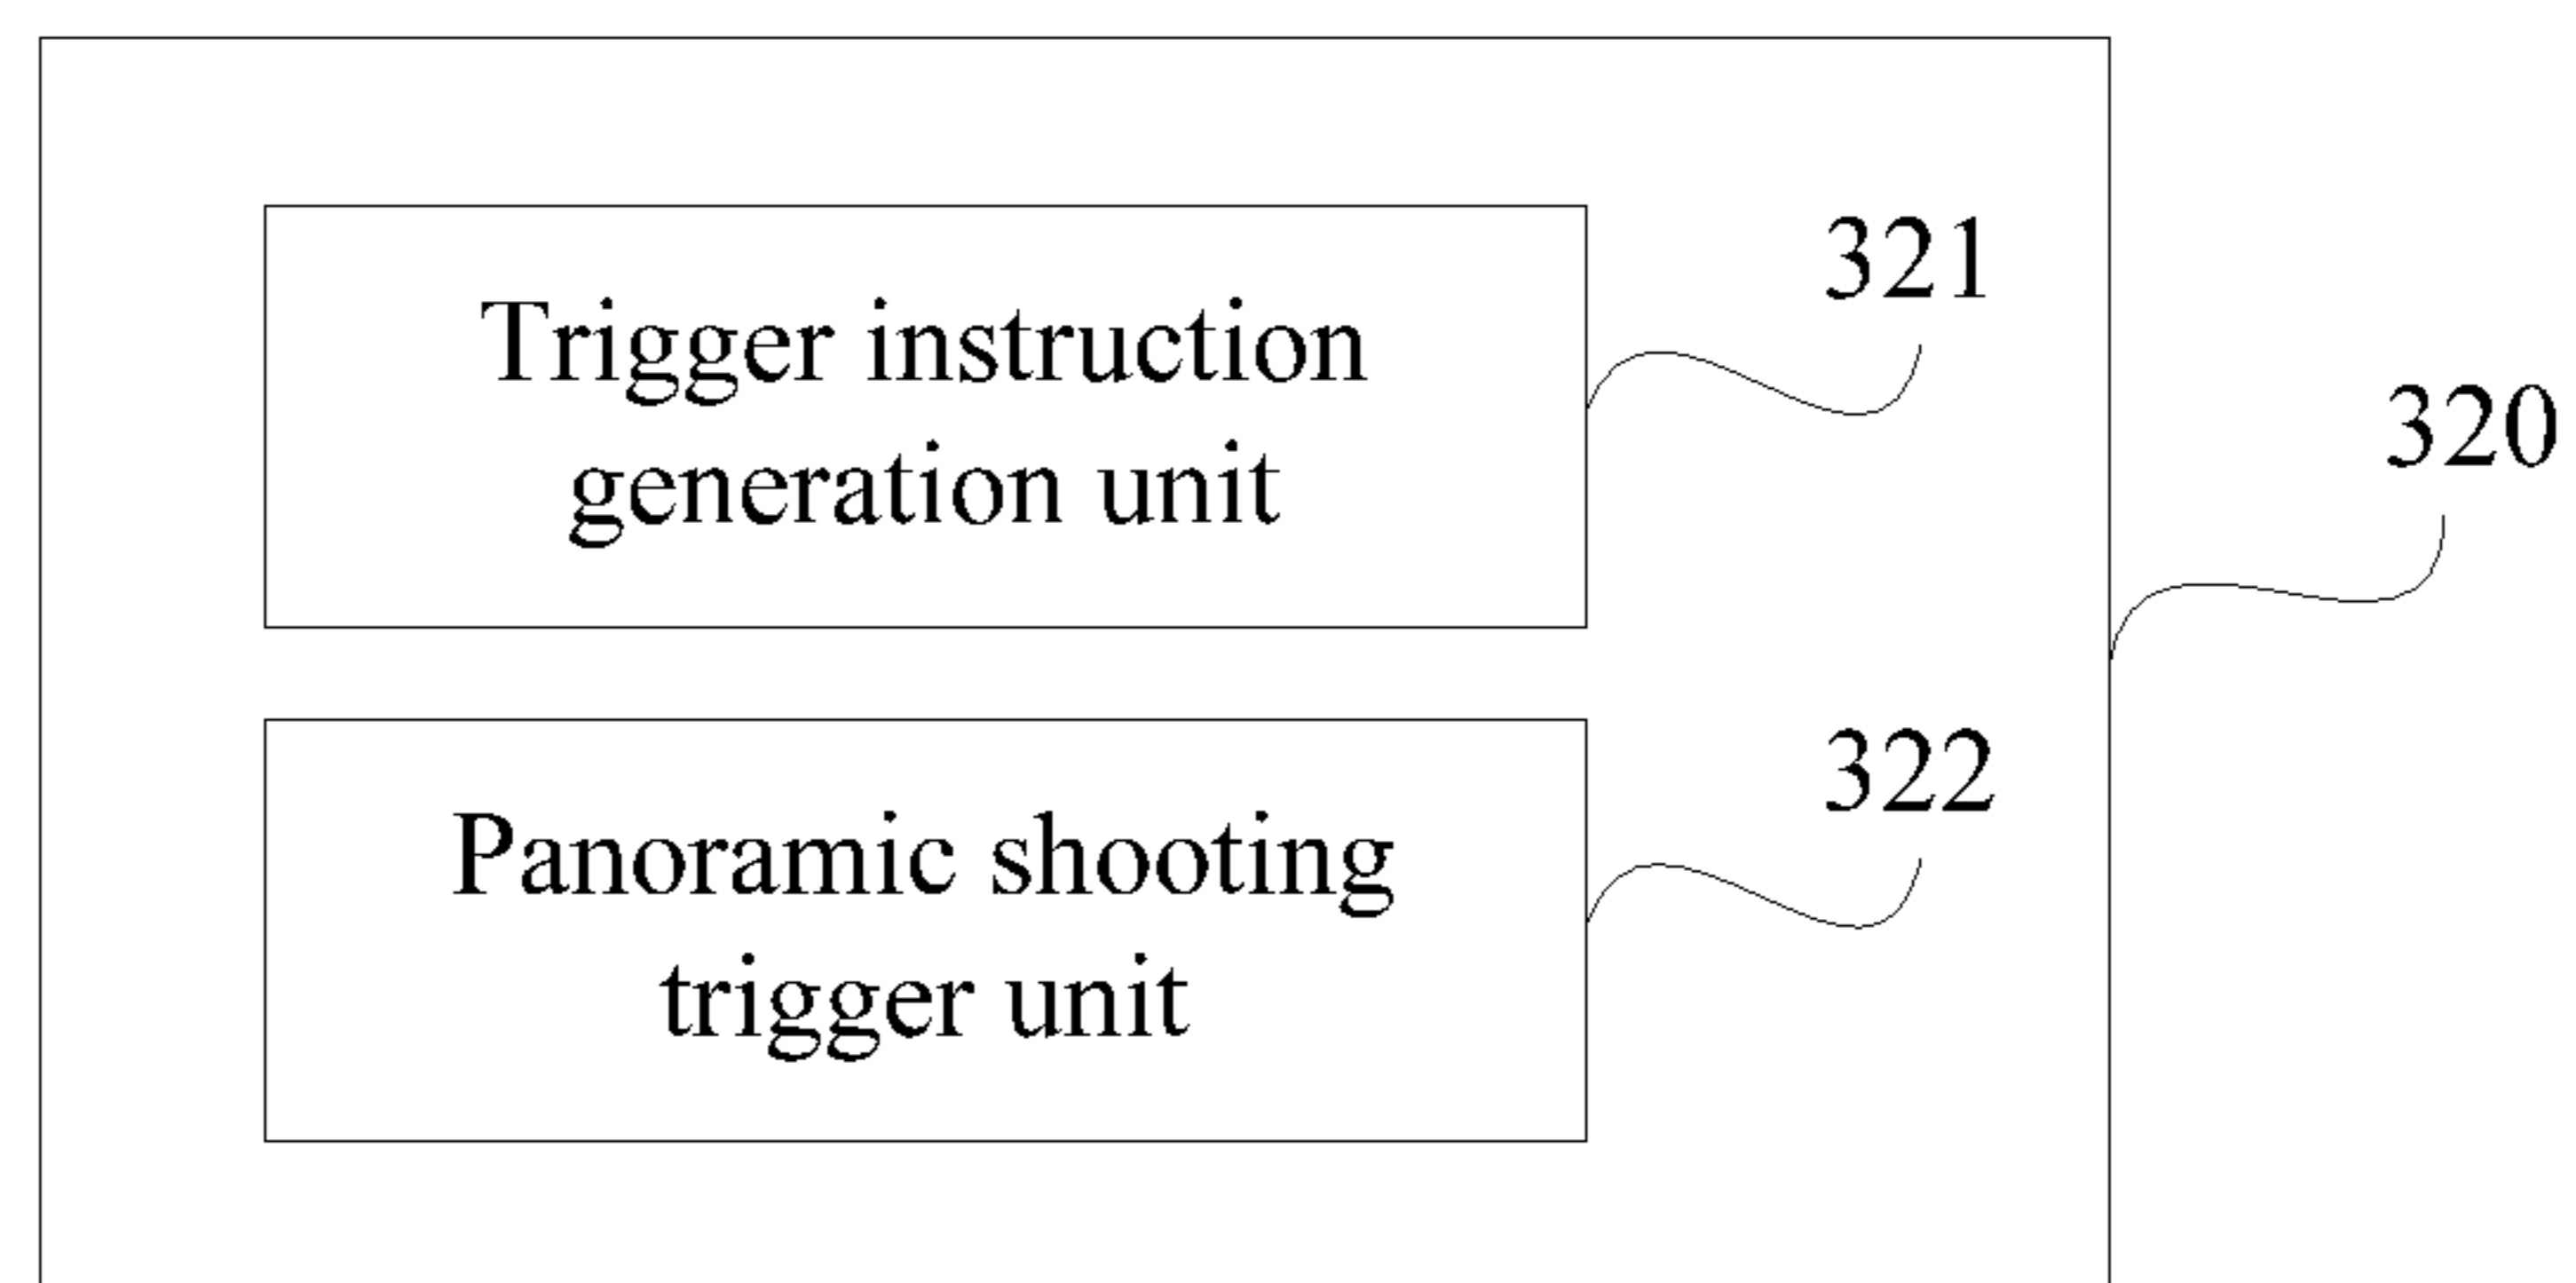 Trigger instruction
generation unit
321
320
Panoramic shooting
trigger unit
322